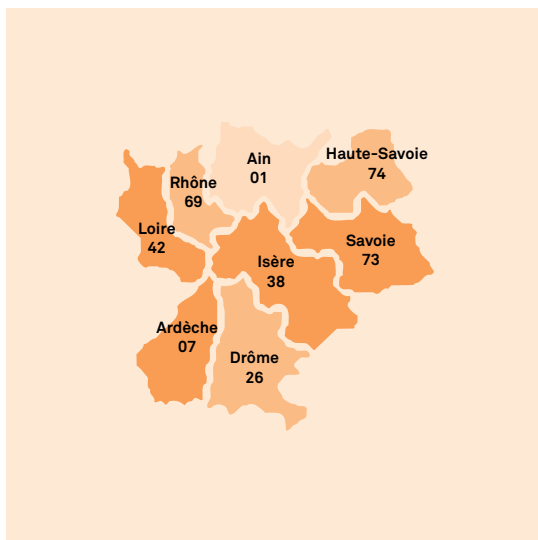 Ain
01
Haute-Savoie
74
Rhône
69
Loire
42
Savoie
73
Isère
38
Ardèche
07
Drôme
26